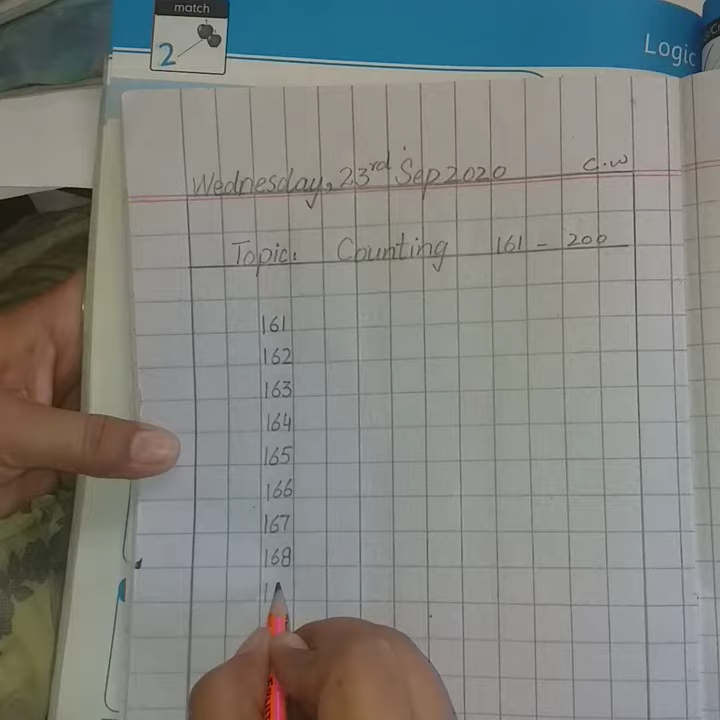 match
2
Logic
Wednesday, 23rd Sep 2020 C.W
Topic: Counting 161 - 200
161
162
163
164
165
166
167
168